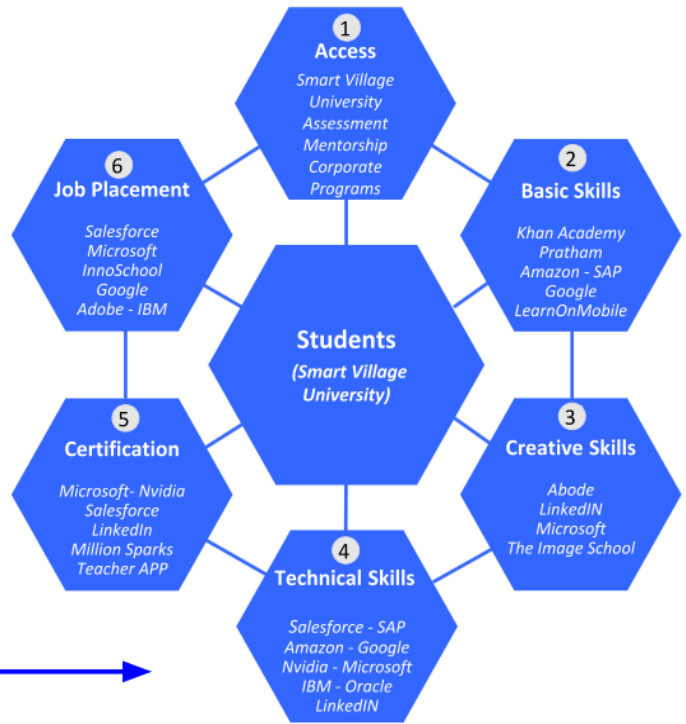 1
Access
Smart Village
University
Assessment
Mentorship
Corporate
Programs
2
Basic Skills
Khan Academy
Pratham
Amazon - SAP
Google
LearnOnMobile
3
Creative Skills
Abode
LinkedIN
Microsoft
The Image School
4
Technical Skills
Salesforce - SAP
Amazon - Google
Nvidia - Microsoft
IBM - Oracle
LinkedIN
5
Certification
Microsoft- Nvidia
Salesforce
LinkedIn
Million Sparks
Teacher APP
6
Job Placement
Salesforce
Microsoft
InnoSchool
Google
Adobe - IBM
Students
(Smart Village
University)